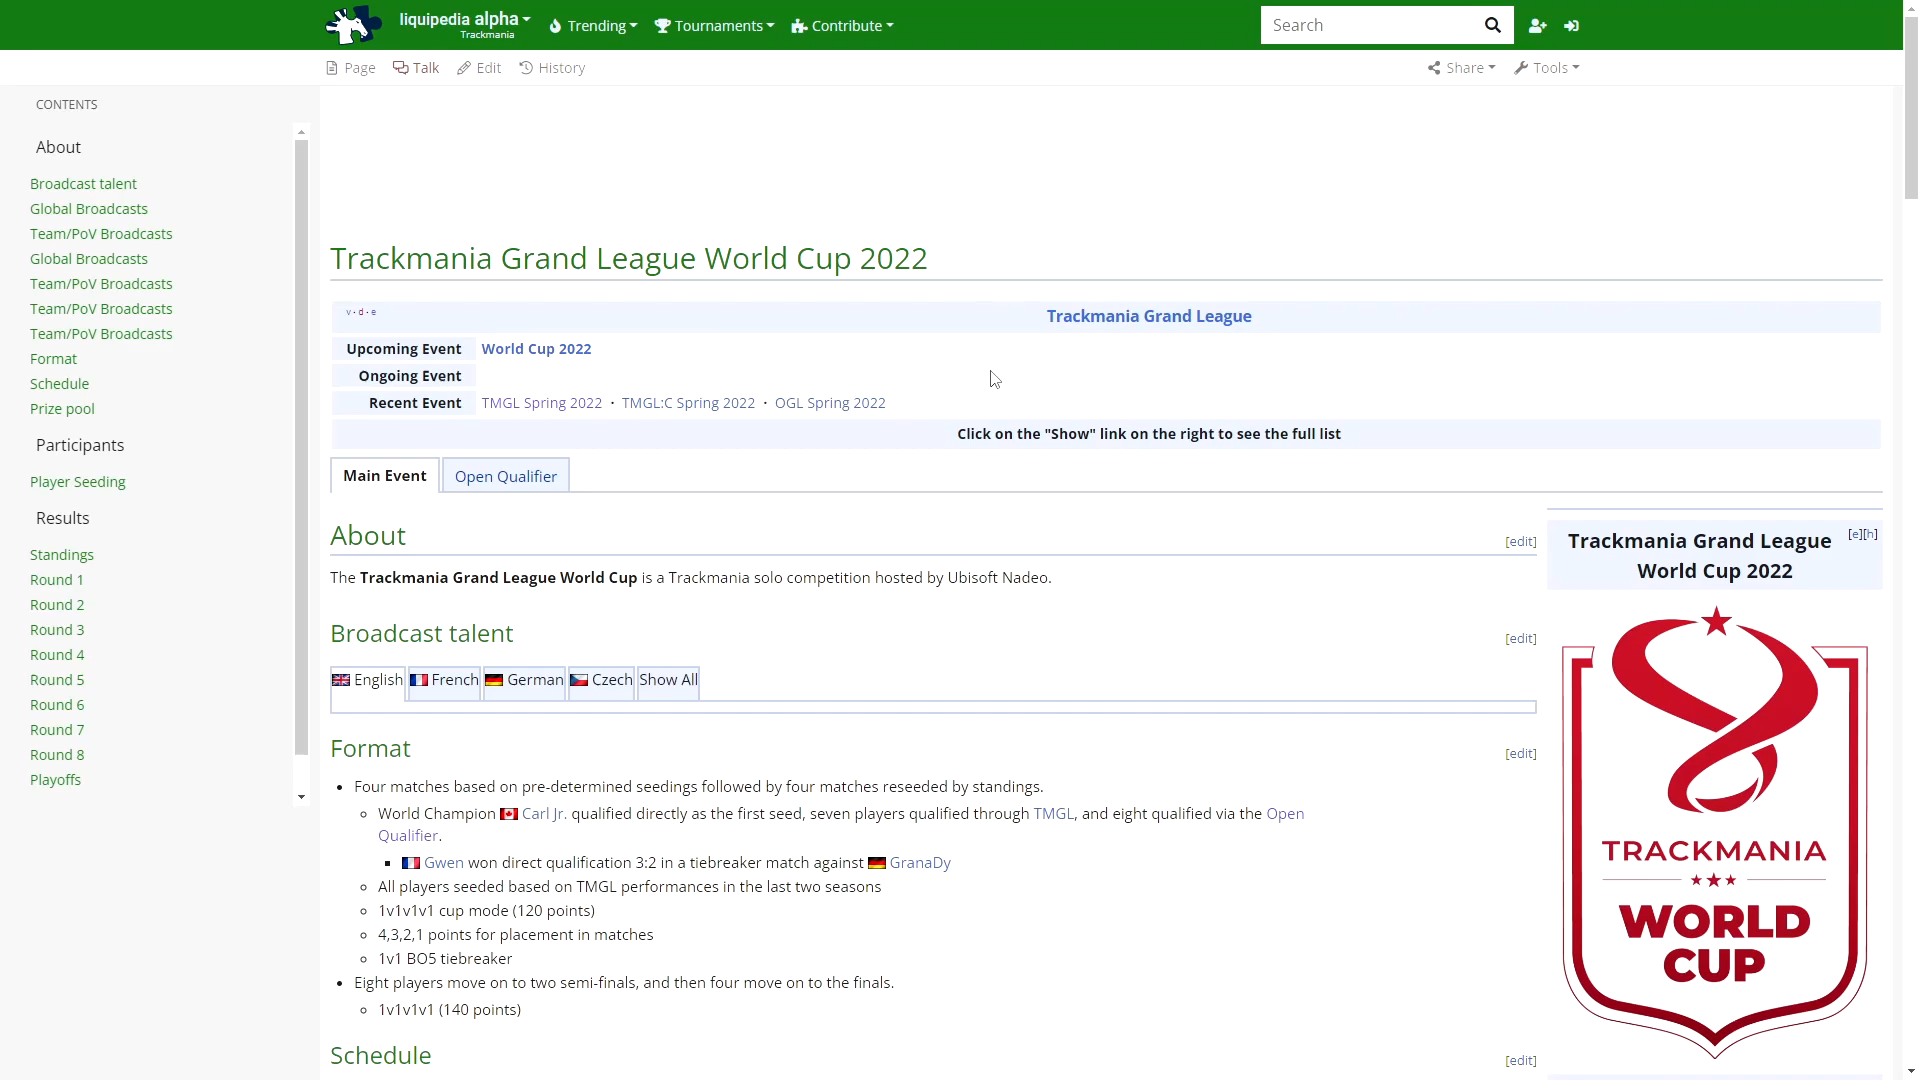 liquipedia alpha
Trackmania
Trending
Tournaments
Contribute
Search
Page
Talk
Edit
History
Share
Tools
CONTENTS
About
Broadcast talent
Global Broadcasts
Team/PoV Broadcasts
Global Broadcasts
Team/PoV Broadcasts
Team/PoV Broadcasts
Team/PoV Broadcasts
Format
Schedule
Prize pool
Participants
Player Seeding
Results
Standings
Round 1
Round 2
Round 3
Round 4
Round 5
Round 6
Round 7
Round 8
Playoffs
Trackmania Grand League World Cup 2022
v · d · e
Trackmania Grand League
Upcoming Event World Cup 2022
Ongoing Event
Recent Event TMGL Spring 2022 • TMGL:C Spring 2022 • OGL Spring 2022
Click on the "Show" link on the right to see the full list
Main Event
Open Qualifier
About
[edit]
The Trackmania Grand League World Cup is a Trackmania solo competition hosted by Ubisoft Nadeo.
Broadcast talent
[edit]
English
French
German
Czech
Show All
Format
[edit]
• Four matches based on pre-determined seedings followed by four matches reseeded by standings.
World Champion Carl Jr. qualified directly as the first seed, seven players qualified through TMGL, and eight qualified via the Open
Qualifier.
Gwen won direct qualification 3:2 in a tiebreaker match against GranaDy
All players seeded based on TMGL performances in the last two seasons
1v1v1v1 cup mode (120 points)
4,3,2,1 points for placement in matches
1v1 BO5 tiebreaker
• Eight players move on to two semi-finals, and then four move on to the finals.
1v1v1v1 (140 points)
Schedule
[edit]
Trackmania Grand League
World Cup 2022
[e][h]
TRACKMANIA
WORLD
CUP